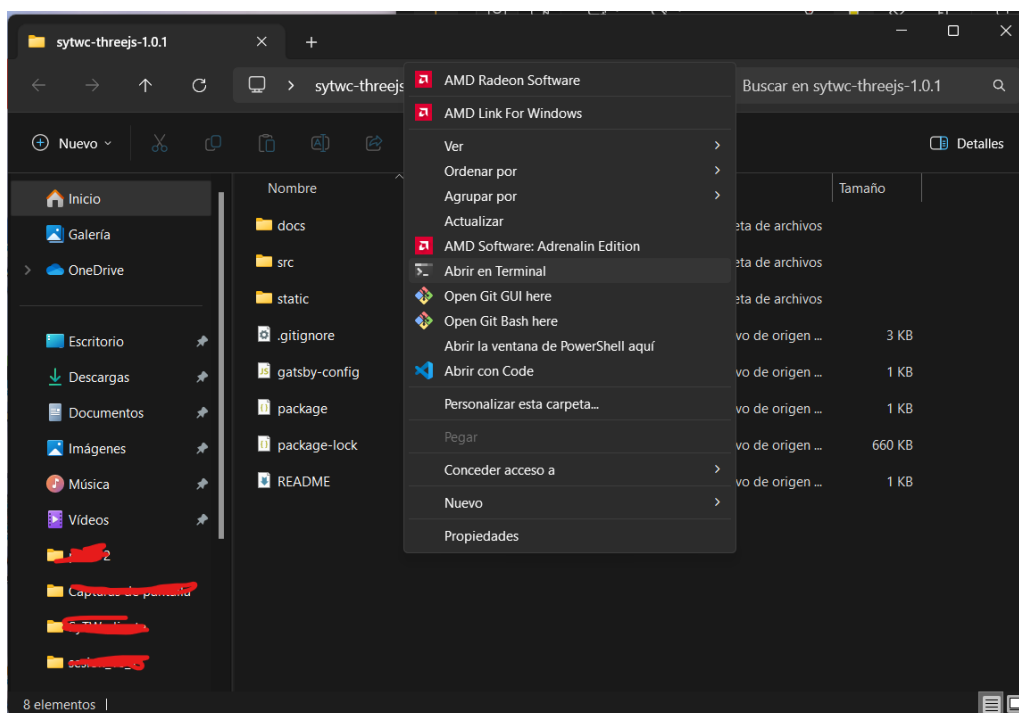 sytwc-threejs-1.0.1
sytwc-threejs
Buscar en sytwc-threejs-1.0.1
Nuevo
Detalles
Inicio
Galería
OneDrive
Escritorio
Descargas
Documentos
Imágenes
Música
Vídeos
2
Nombre
Tamaño
docs
eta de archivos
src
eta de archivos
static
eta de archivos
.gitignore
vo de origen ...
3 KB
gatsby-config
vo de origen ...
1 KB
package
vo de origen ...
1 KB
package-lock
vo de origen ...
660 KB
README
vo de origen ...
1 KB
AMD Radeon Software
AMD Link For Windows
Ver
Ordenar por
Agrupar por
Actualizar
AMD Software: Adrenalin Edition
Abrir en Terminal
Open Git GUI here
Open Git Bash here
Abrir la ventana de PowerShell aquí
Abrir con Code
Personalizar esta carpeta...
Pegar
Conceder acceso a
Nuevo
Propiedades
8 elementos